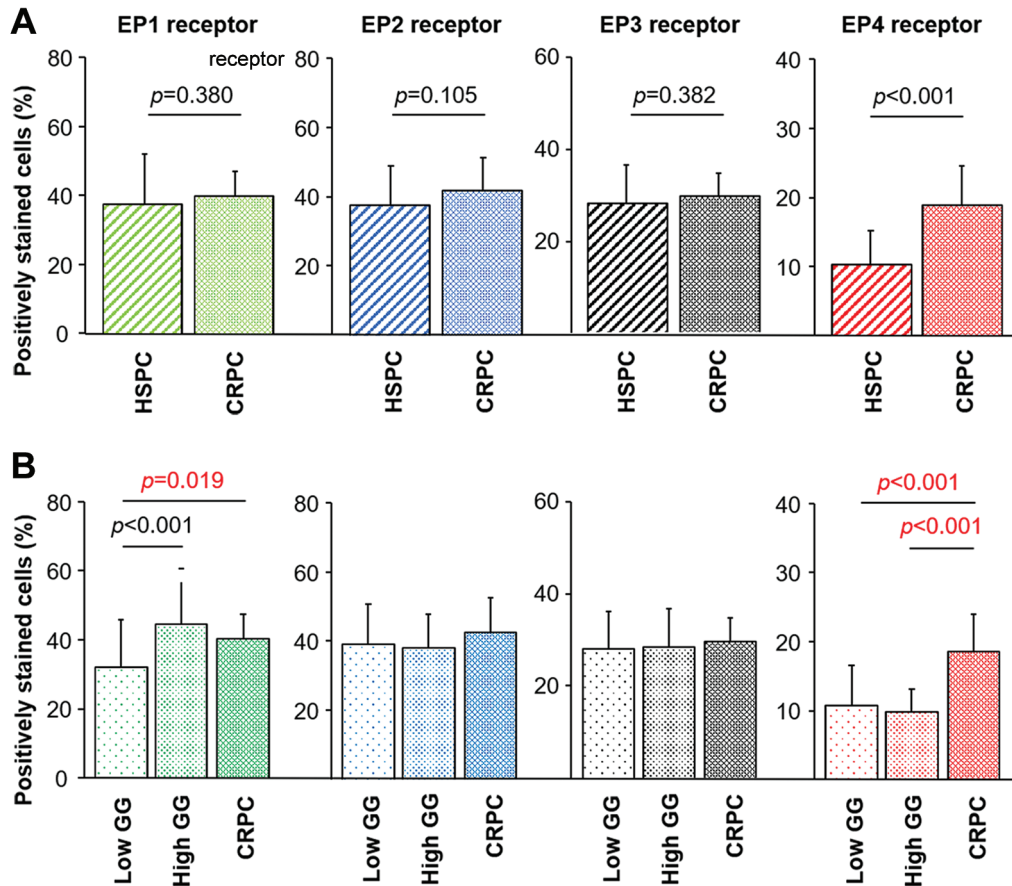 A
EP1 receptor EP2 receptor EP3 receptor EP4 receptor
receptor
Positively stained cells (%)
80
60
40
20
0
p=0.380
HSPC
CRPC
80
60
40
20
p=0.105
HSPC
CRPC
60
40
20
p=0.382
HSPC
CRPC
40
30
20
10
p<0.001
HSPC
CRPC
B
Positively stained cells (%)
80
60
40
20
0
p=0.019
p<0.001
Low GG
High GG
CRPC
80
60
40
20
Low GG
High GG
CRPC
60
40
20
Low GG
High GG
CRPC
40
30
20
10
p<0.001
p<0.001
Low GG
High GG
CRPC